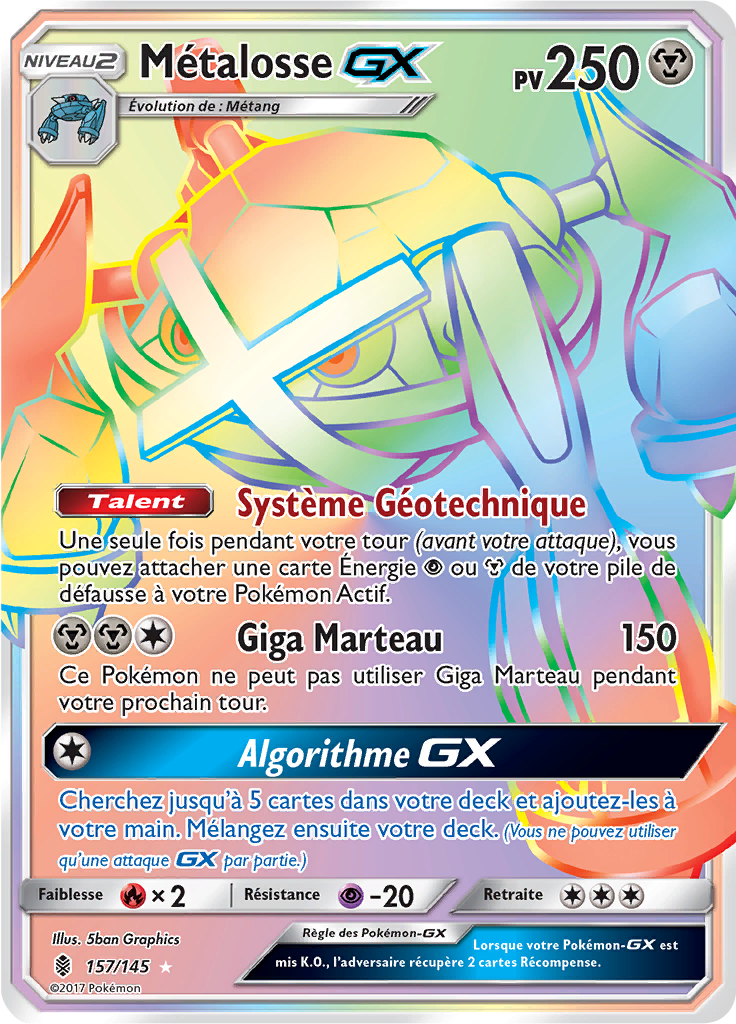 NIVEAU2 Métalosse GX PV250
Évolution de : Métang
Talent Système Géotechnique
Une seule fois pendant votre tour (avant votre attaque), vous
pouvez attacher une carte Énergie ou de votre pile de
défausse à votre Pokémon Actif.
Giga Marteau 150
Ce Pokémon ne peut pas utiliser Giga Marteau pendant
votre prochain tour.
Algorithme GX
Cherchez jusqu'à 5 cartes dans votre deck et ajoutez-les à
votre main. Mélangez ensuite votre deck. (Vous ne pouvez utiliser
qu'une attaque GX par partie.)
Faiblesse ×2 Résistance -20 Retraite
Illus. 5ban Graphics
157/145
©2017 Pokémon
Règle des Pokémon-GX
Lorsque votre Pokémon-GX est
mis K.O., l'adversaire récupère 2 cartes Récompense.